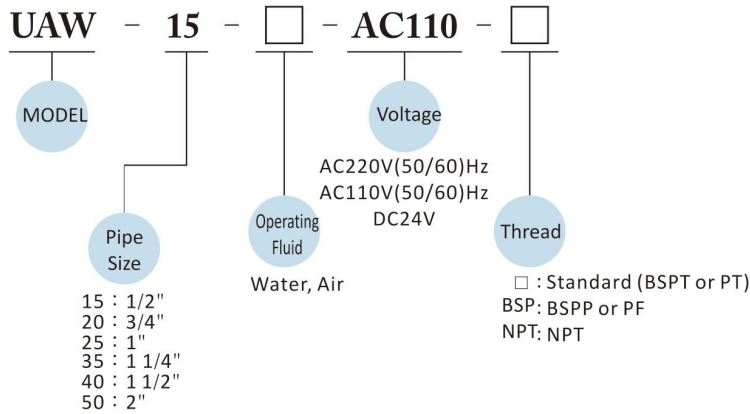 UAW - 15 - □ - AC110 - □
MODEL
Voltage
AC220V(50/60)Hz
AC110V(50/60)Hz
DC24V
Pipe
Size
15 : 1/2"
20 : 3/4"
25 : 1"
35 : 1 1/4"
40 : 1 1/2"
50 : 2"
Operating
Fluid
Water, Air
Thread
□ : Standard (BSPT or PT)
BSP: BSPP or PF
NPT: NPT